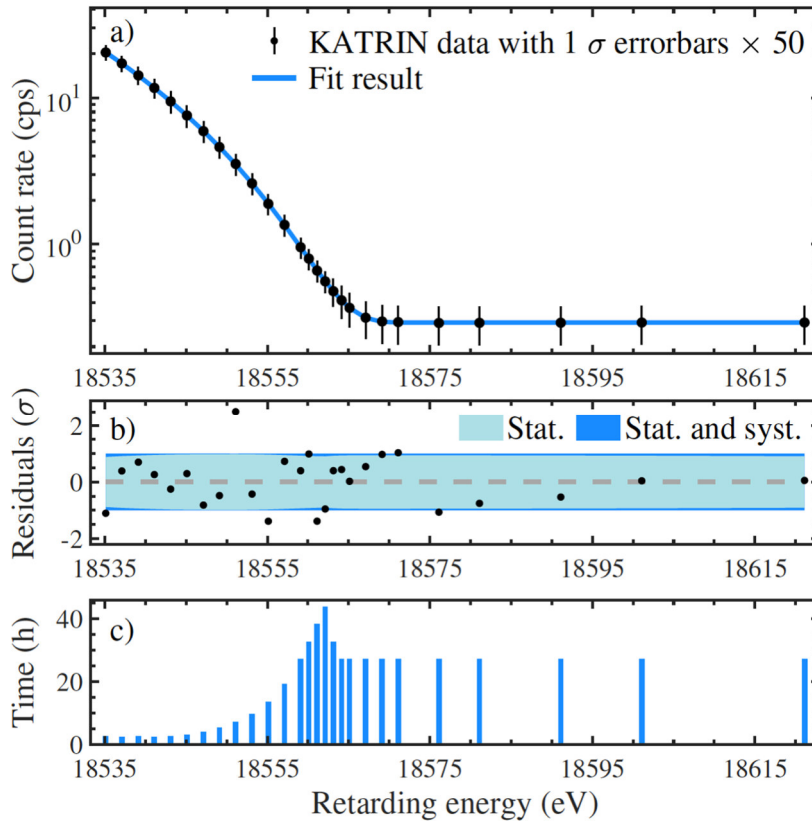 a)
KATRIN data with 1 σ errorbars × 50
Fit result
Count rate (cps)
10¹
10⁰
18535 18555 18575 18595 18615
b)
Stat. Stat. and syst.
Residuals (σ)
2
0
-2
18535 18555 18575 18595 18615
c)
Time (h)
40
20
0
18535 18555 18575 18595 18615
Retarding energy (eV)